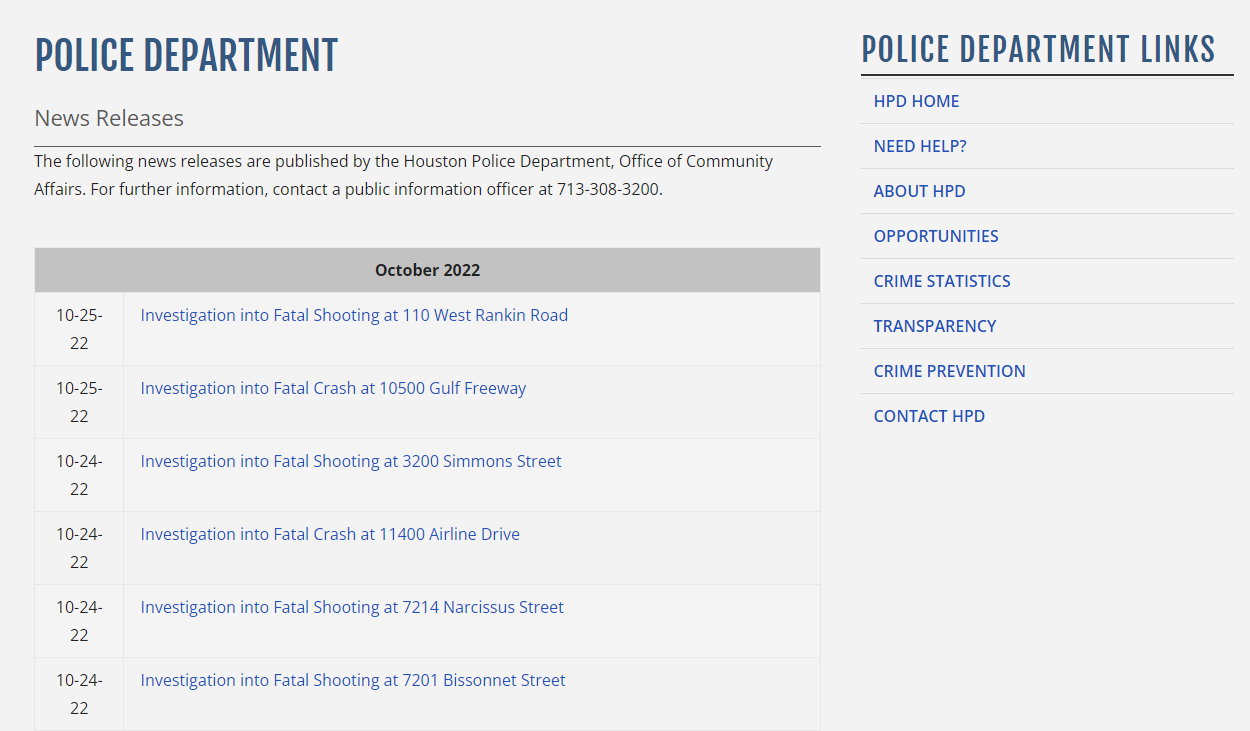 POLICE DEPARTMENT
News Releases
The following news releases are published by the Houston Police Department, Office of Community
Affairs. For further information, contact a public information officer at 713-308-3200.
October 2022
10-25-
22
Investigation into Fatal Shooting at 110 West Rankin Road
10-25-
22
Investigation into Fatal Crash at 10500 Gulf Freeway
10-24-
22
Investigation into Fatal Shooting at 3200 Simmons Street
10-24-
22
Investigation into Fatal Crash at 11400 Airline Drive
10-24-
22
Investigation into Fatal Shooting at 7214 Narcissus Street
10-24-
22
Investigation into Fatal Shooting at 7201 Bissonnet Street
POLICE DEPARTMENT LINKS
HPD HOME
NEED HELP?
ABOUT HPD
OPPORTUNITIES
CRIME STATISTICS
TRANSPARENCY
CRIME PREVENTION
CONTACT HPD